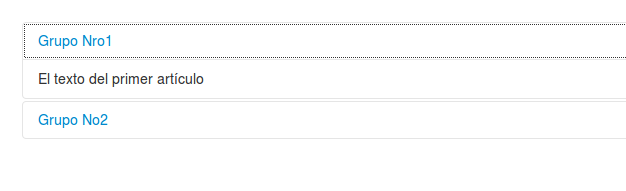 Grupo Nro1
El texto del primer artículo
Grupo No2